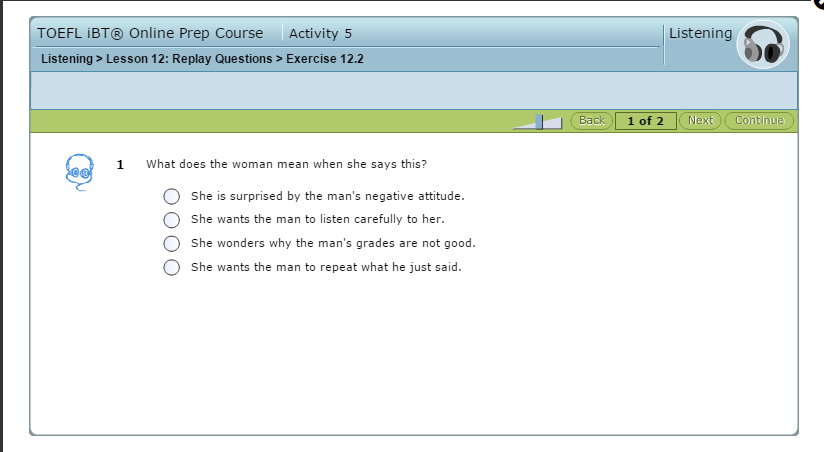 TOEFL iBT® Online Prep Course Activity 5 Listening
Listening > Lesson 12: Replay Questions > Exercise 12.2
Back 1 of 2 Next Continue
1 What does the woman mean when she says this?
She is surprised by the man's negative attitude.
She wants the man to listen carefully to her.
She wonders why the man's grades are not good.
She wants the man to repeat what he just said.